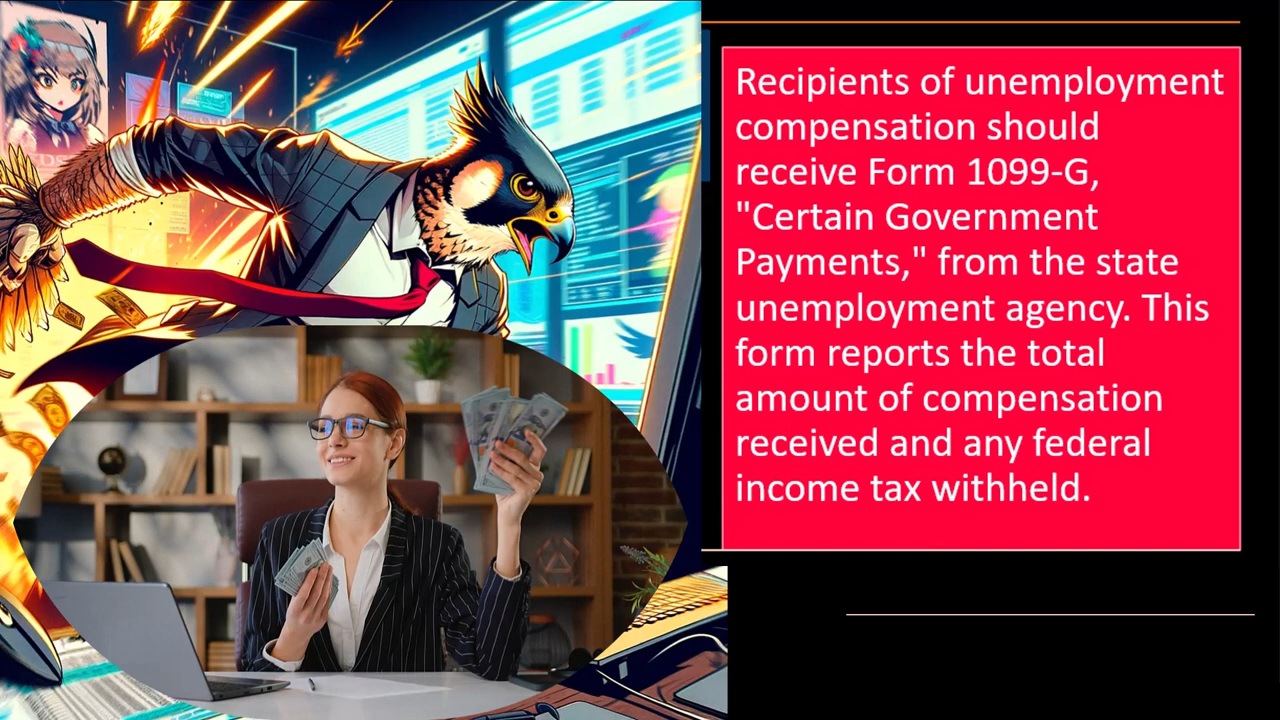 Recipients of unemployment
compensation should
receive Form 1099-G,
"Certain Government
Payments," from the state
unemployment agency. This
form reports the total
amount of compensation
received and any federal
income tax withheld.